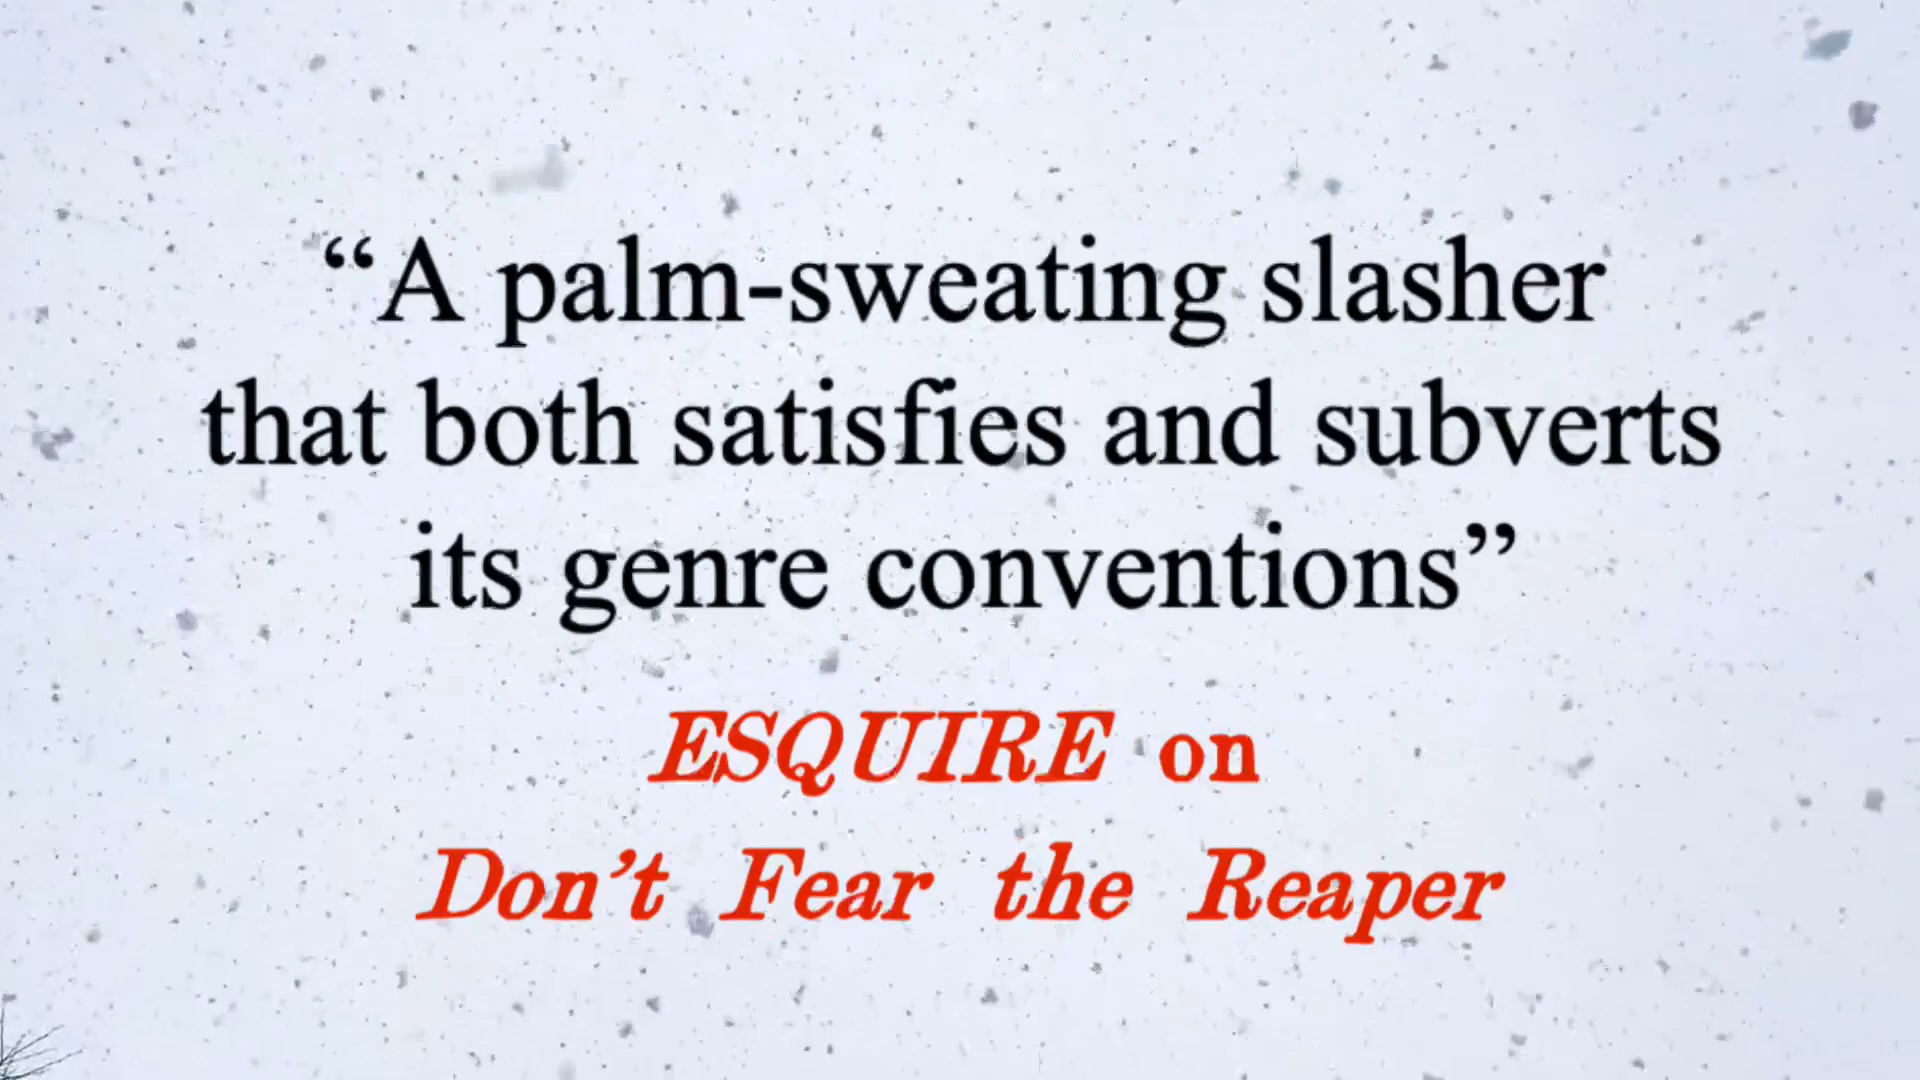 “A palm-sweating slasher
that both satisfies and subverts
its genre conventions”
ESQUIRE on
Don’t Fear the Reaper